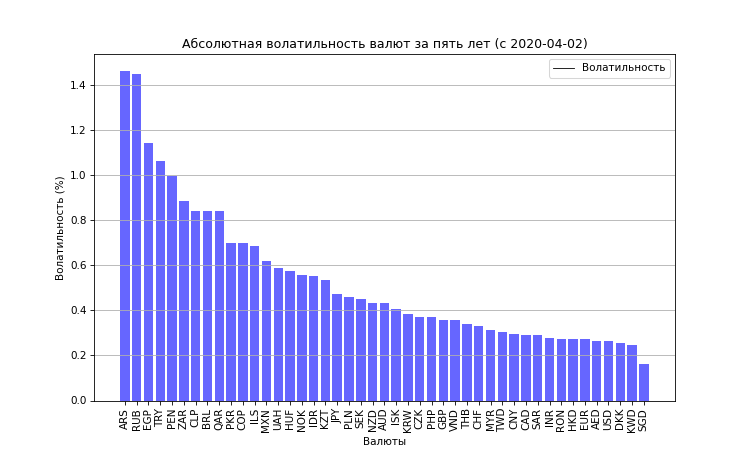 Абсолютная волатильность валют за пять лет (с 2020-04-02)
Волатильность
Волатильность (%)
1.4
1.2
1.0
0.8
0.6
0.4
0.2
0.0
ARS RUB EGP TRY PEN ZAR CLP BRL QAR PKR COP ILS MXN UAH HUF NOK IDR KZT JPY PLN SEK NZD AUD ISK KRW CZK PHP GBP VND THB CHF MYR TWD CNY CAD SAR INR RON HKD EUR AED USD DKK KWD SGD
Валюты